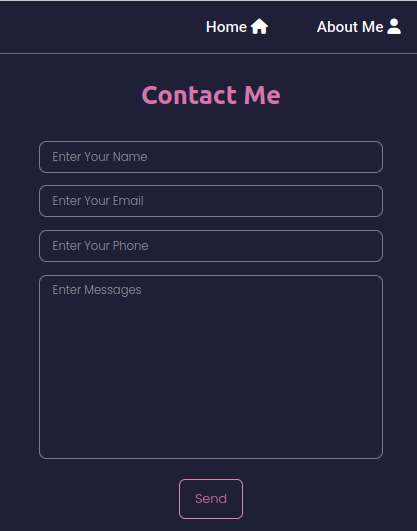 Home About Me
Contact Me
Enter Your Name
Enter Your Email
Enter Your Phone
Enter Messages
Send